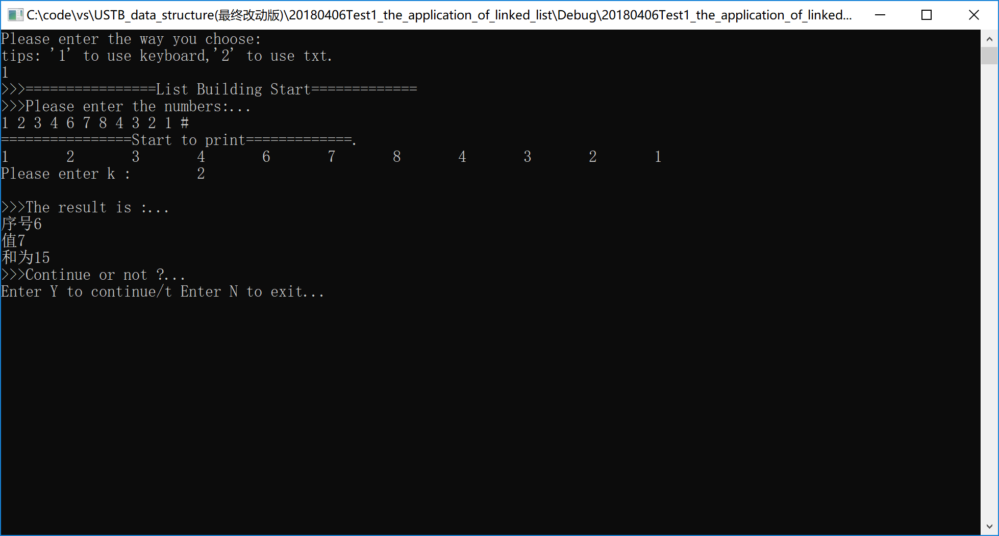 C:\code\vs\USTB_data_structure(最终改动版)\20180406Test1_the_application_of_linked_list\Debug\20180406Test1_the_application_of_linked...
Please enter the way you choose:
tips: '1' to use keyboard,'2' to use txt.
1
>>>================List Building Start=============
>>>Please enter the numbers:...
1 2 3 4 6 7 8 4 3 2 1 #
================Start to print=============.
1 2 3 4 6 7 8 4 3 2 1
Please enter k : 2
>>>The result is :...
序号6
值7
和为15
>>>Continue or not ?...
Enter Y to continue/t Enter N to exit...